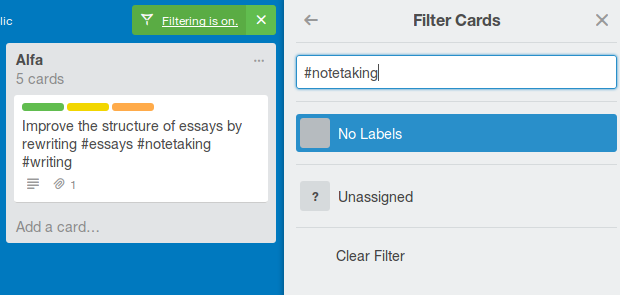 lic
Filtering is on.
Alfa
5 cards
Improve the structure of essays by
rewriting #essays #notetaking
#writing
1
Add a card...
Filter Cards
#notetaking
No Labels
?
Unassigned
Clear Filter